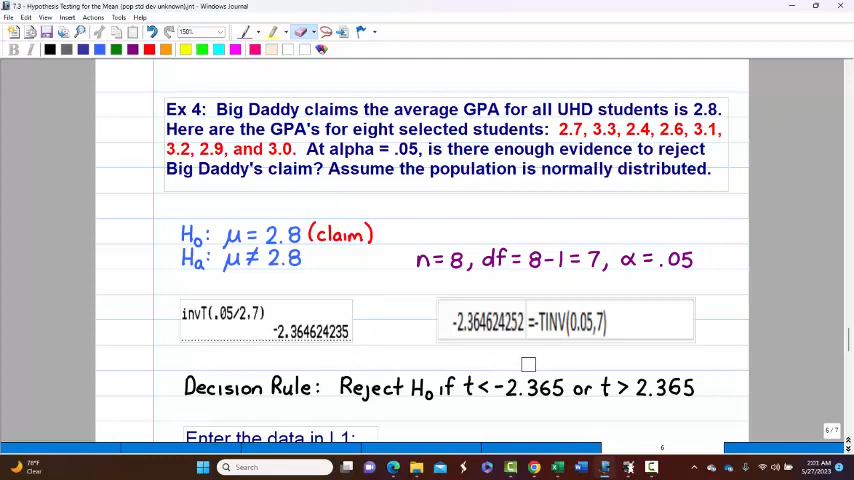 7.3 - Hypothesis Testing for the Mean (pop std dev unknown).jnt - Windows Journal
File Edit View Insert Actions Tools Help
150%
B I
Ex 4: Big Daddy claims the average GPA for all UHD students is 2.8.
Here are the GPA's for eight selected students: 2.7, 3.3, 2.4, 2.6, 3.1,
3.2, 2.9, and 3.0. At alpha = .05, is there enough evidence to reject
Big Daddy's claim? Assume the population is normally distributed.
H₀: μ = 2.8 (claim)
Hₐ: μ ≠ 2.8
n = 8, df = 8-1 = 7, α = .05
invT(.05/2,7)
-2.364624235
-2.364624252 =-TINV(0.05,7)
Decision Rule: Reject H₀ if t < -2.365 or t > 2.365
Enter the data in L1:
6
6 / 7
78°F
Clear
Search
2:01 AM
5/27/2023